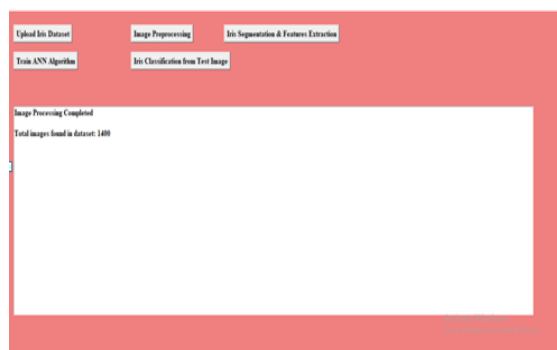 Upload Iris Dataset
Image Preprocessing
Iris Segmentation & Features Extraction
Train ANN Algorithm
Iris Classification from Test Image
Image Processing Completed
Total images found in dataset: 1400